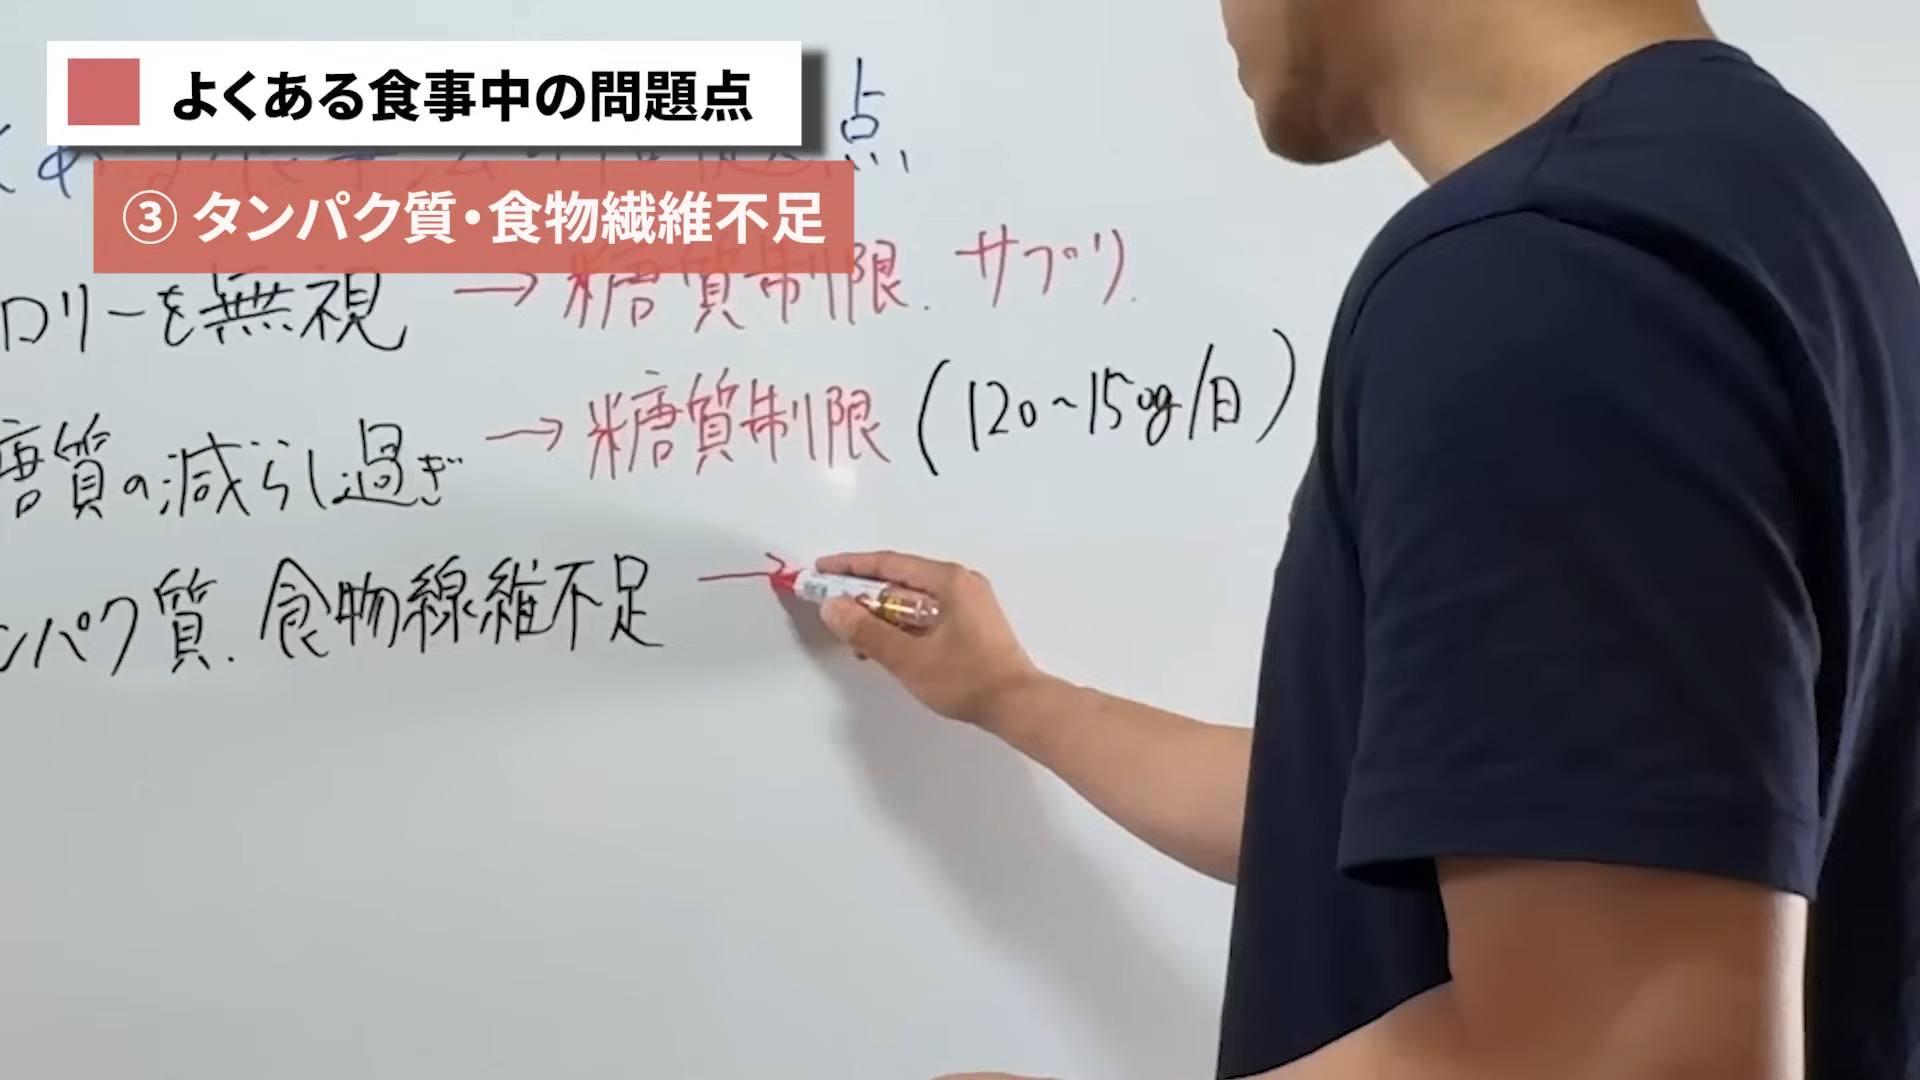 よくある食事中の問題点
点
③ タンパク質・食物繊維不足
ロリーを無視 → 糖質制限. サプリ.
糖質の減らし過ぎ → 糖質制限 (120~150g/日)
ンパク質. 食物線維不足 →